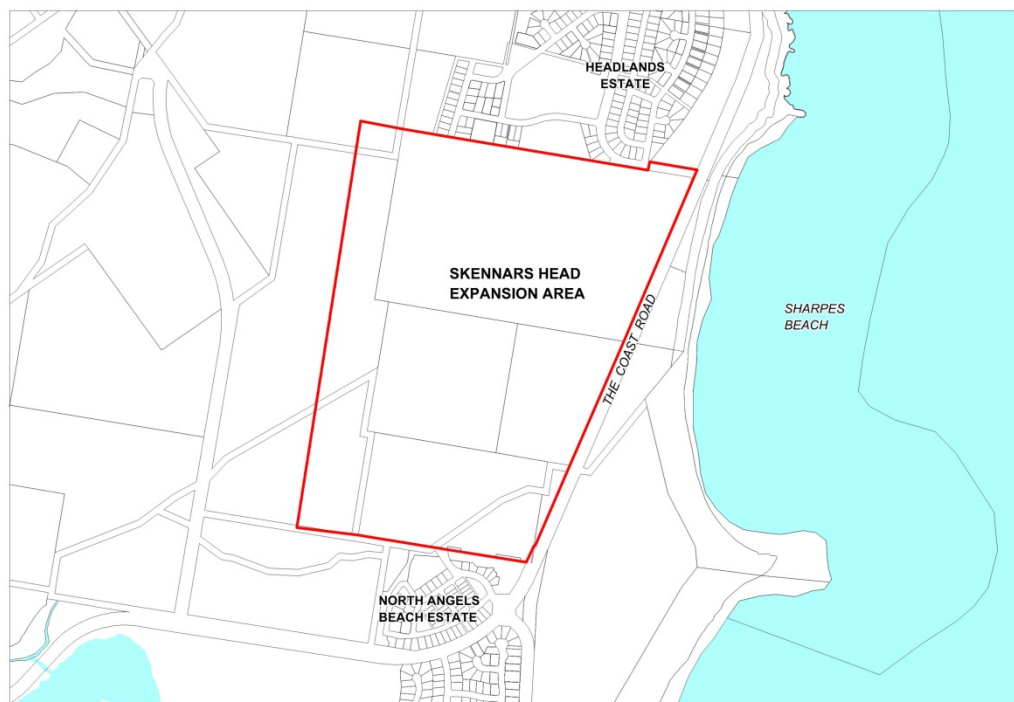 HEADLANDS
ESTATE
SKENNARS HEAD
EXPANSION AREA
SHARPES
BEACH
THE COAST ROAD
NORTH ANGELS
BEACH ESTATE